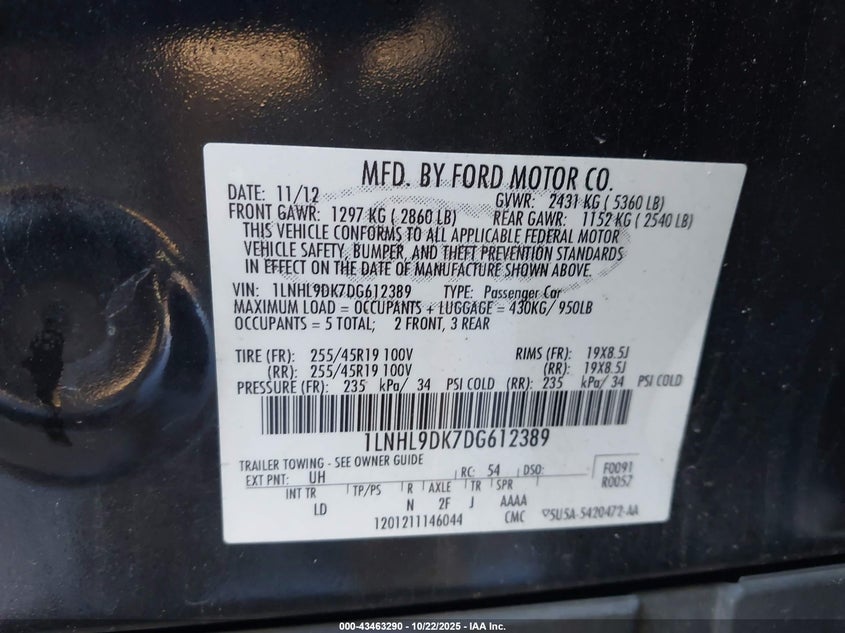 MFD. BY FORD MOTOR CO.
DATE: 11/12 GVWR: 2431 KG ( 5360 LB)
FRONT GAWR: 1297 KG ( 2860 LB) REAR GAWR: 1152 KG ( 2540 LB)
THIS VEHICLE CONFORMS TO ALL APPLICABLE FEDERAL MOTOR
VEHICLE SAFETY, BUMPER, AND THEFT PREVENTION STANDARDS
IN EFFECT ON THE DATE OF MANUFACTURE SHOWN ABOVE.
VIN: 1LNHL9DK7DG612389 TYPE: Passenger Car
MAXIMUM LOAD = OCCUPANTS + LUGGAGE = 430KG/ 950LB
OCCUPANTS = 5 TOTAL; 2 FRONT, 3 REAR
TIRE (FR): 255/45R19 100V RIMS (FR): 19X8.5J
(RR): 255/45R19 100V (RR): 19X8.5J
PRESSURE (FR): 235 kPa/ 34 PSI COLD (RR): 235 kPa/ 34 PSI COLD
1LNHL9DK7DG612389
TRAILER TOWING - SEE OWNER GUIDE
EXT PNT: UH RC: 54 DSO: F0091
R0057
INT TR TP/PS R AXLE TR SPR
LD N 2F J AAAA
1201211146044 CMC 5U5A-5420472-AA
000-43463290 - 10/22/2025 - IAA Inc.